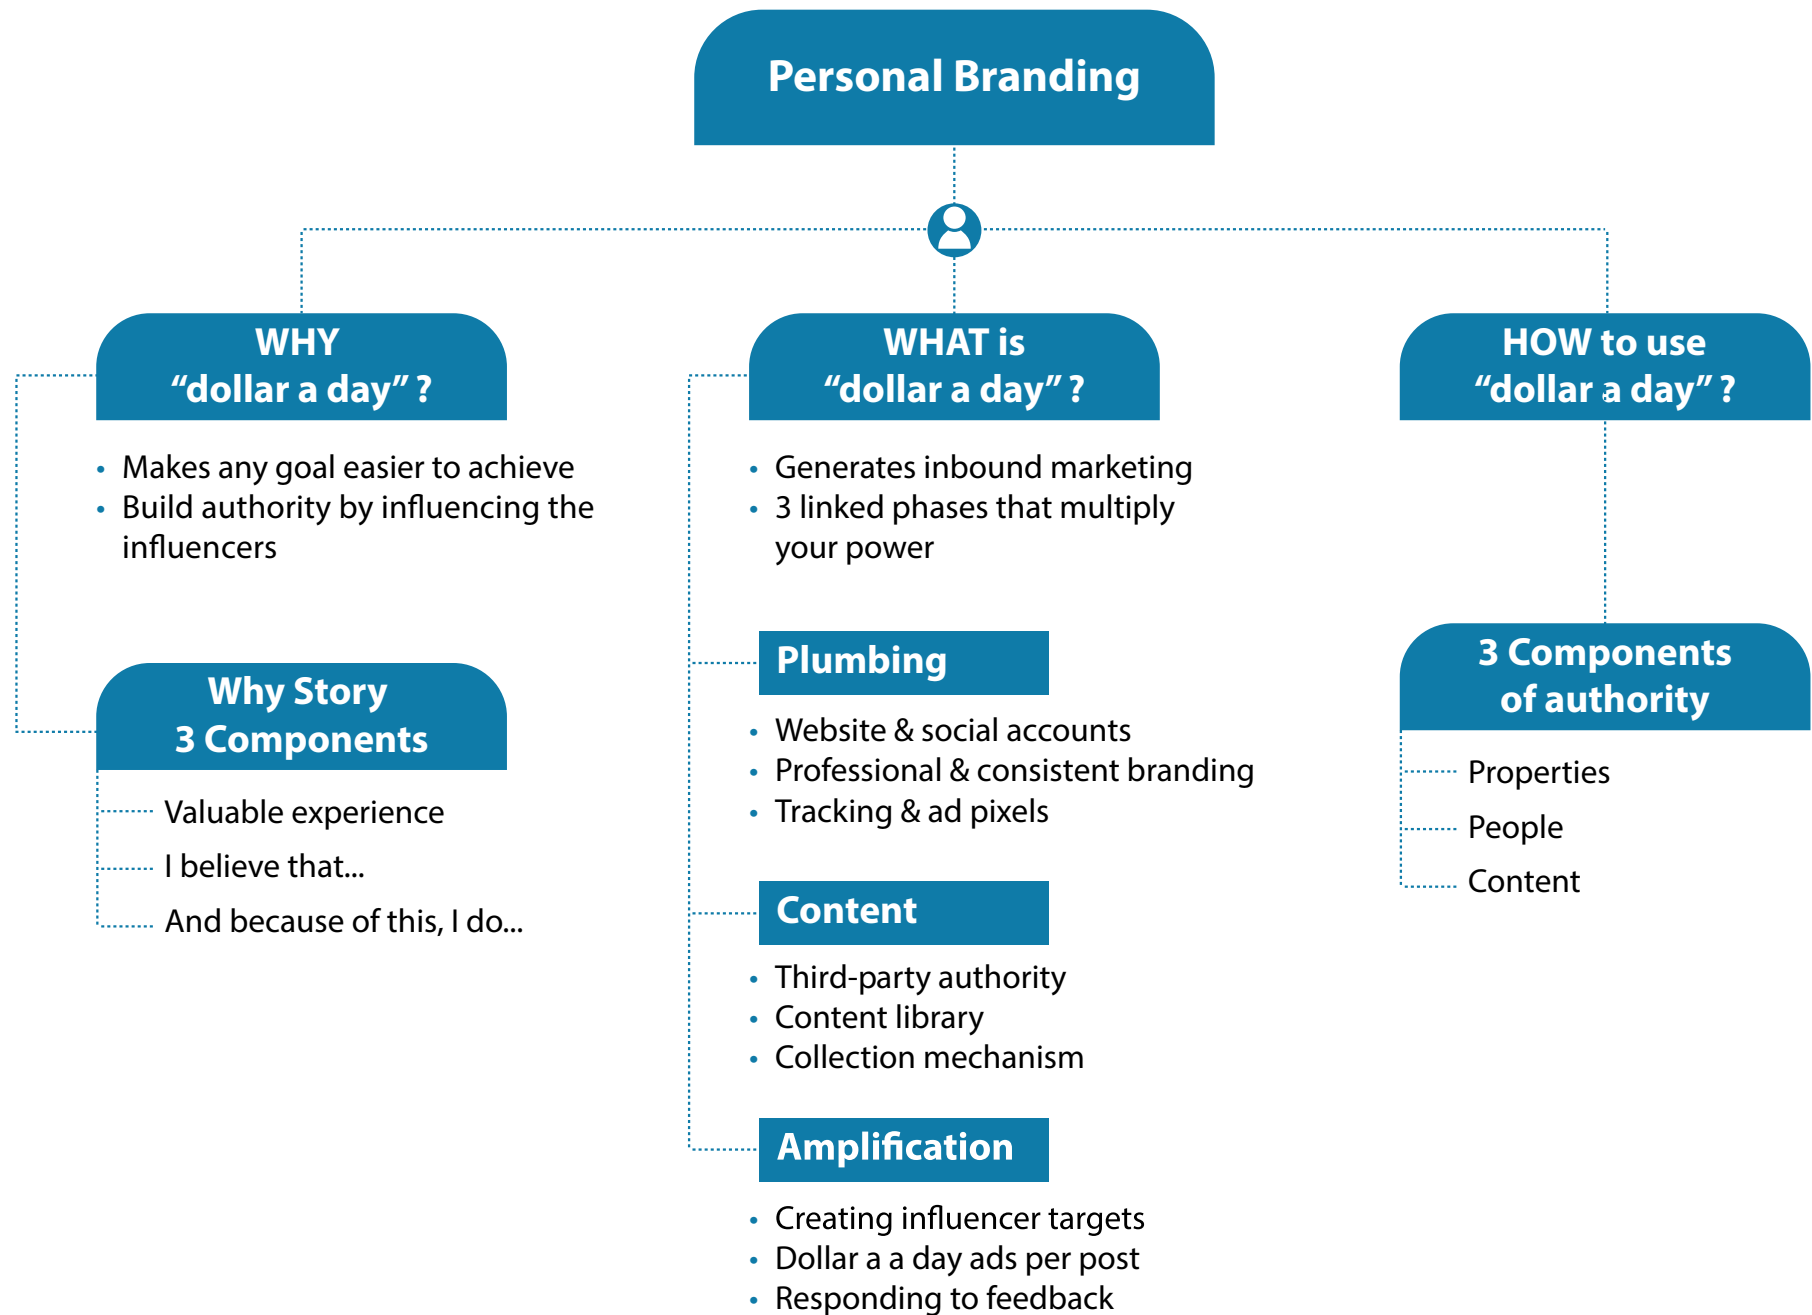 Personal Branding
WHY
“dollar a day” ?
• Makes any goal easier to achieve
• Build authority by influencing the
influencers
Why Story
3 Components
Valuable experience
I believe that...
And because of this, I do...
WHAT is
“dollar a day” ?
• Generates inbound marketing
• 3 linked phases that multiply
your power
Plumbing
• Website & social accounts
• Professional & consistent branding
• Tracking & ad pixels
Content
• Third-party authority
• Content library
• Collection mechanism
Amplification
• Creating influencer targets
• Dollar a a day ads per post
• Responding to feedback
HOW to use
“dollar a day” ?
3 Components
of authority
Properties
People
Content